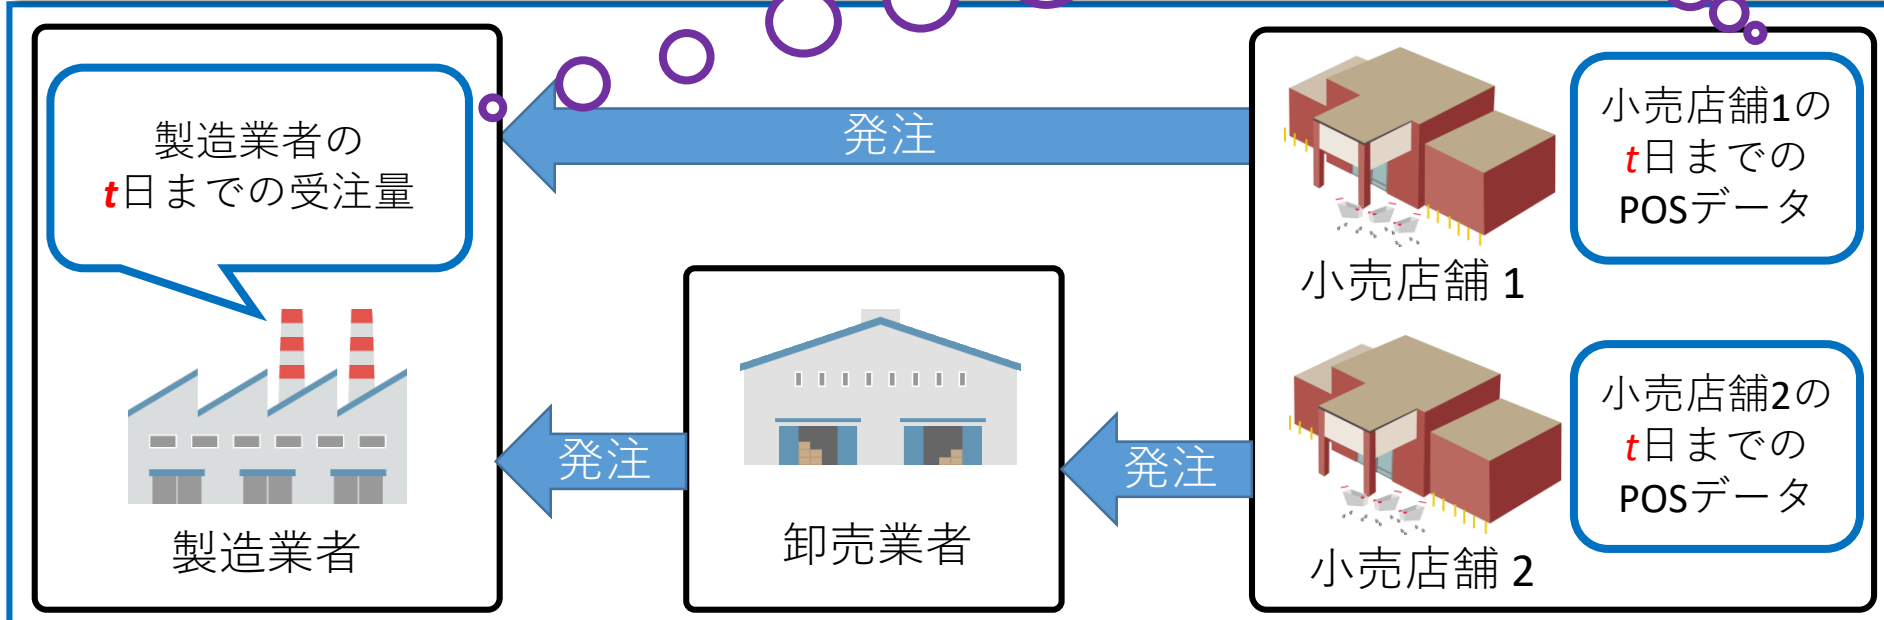 製造業者の
t日までの受注量
発注
小売店舗1の
t日までの
POSデータ
小売店舗 1
小売店舗2の
t日までの
POSデータ
小売店舗 2
発注
発注
製造業者
卸売業者